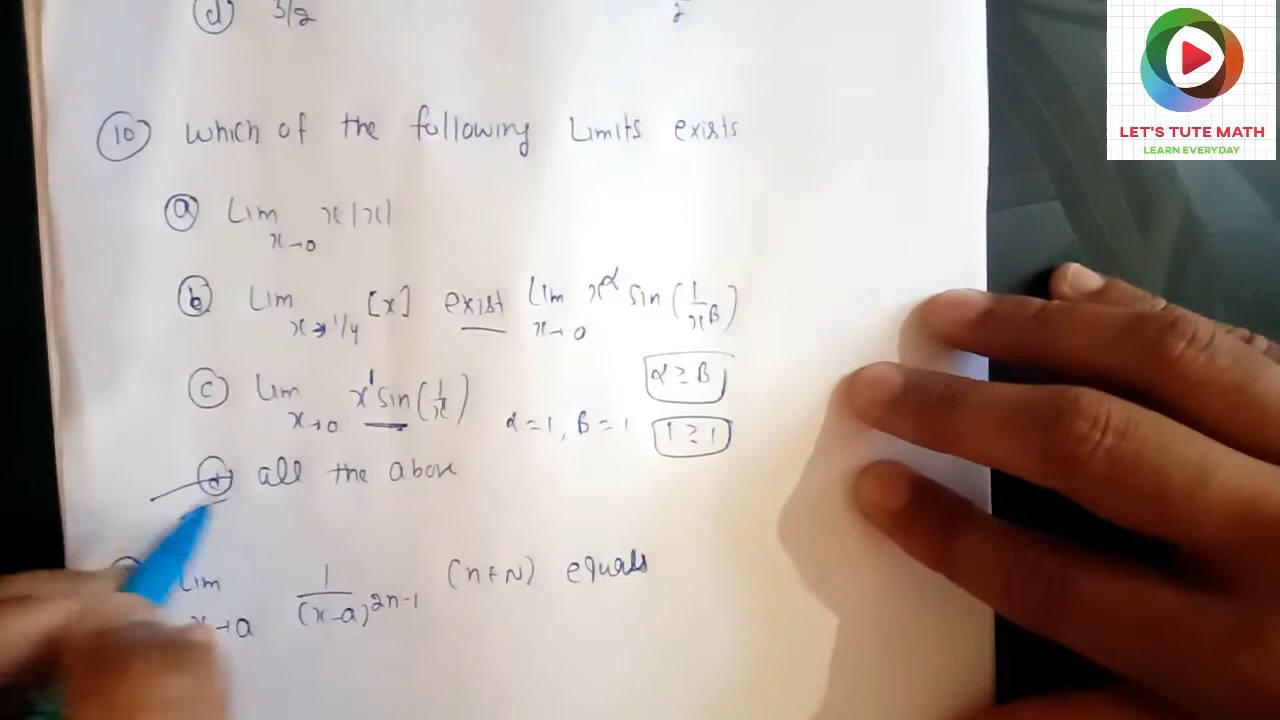 (d) 3/2
2
(10) Which of the following Limits exists
(a) Lim x→0 x|x|
(b) Lim x→1/4 [x] exist Lim x→0 x^α sin(1/x^β)
α ≥ β
(c) Lim x→0 x^1 sin(1/x) α=1, β=1 1≥1
(d) all the above
Lim x→a 1/(x-a)^2n-1 (n∈N) equals
LET'S TUTE MATH
LEARN EVERYDAY